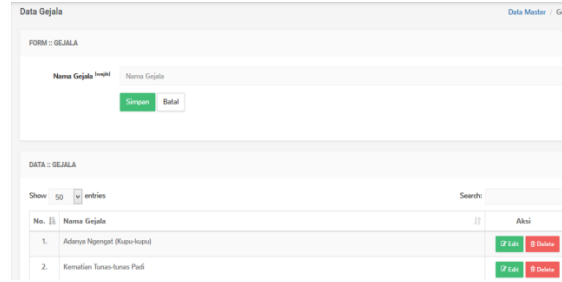 Data Gejala
Data Master / G
FORM :: GEJALA
Nama Gejala [wajib] Nama Gejala
Simpan Batal
DATA :: GEJALA
Show 50 entries Search:
No. Nama Gejala Aksi
1. Adanya Ngengat (Kupu-kupu) Edit Delete
2. Kematian Tunas-tunas Padi Edit Delete